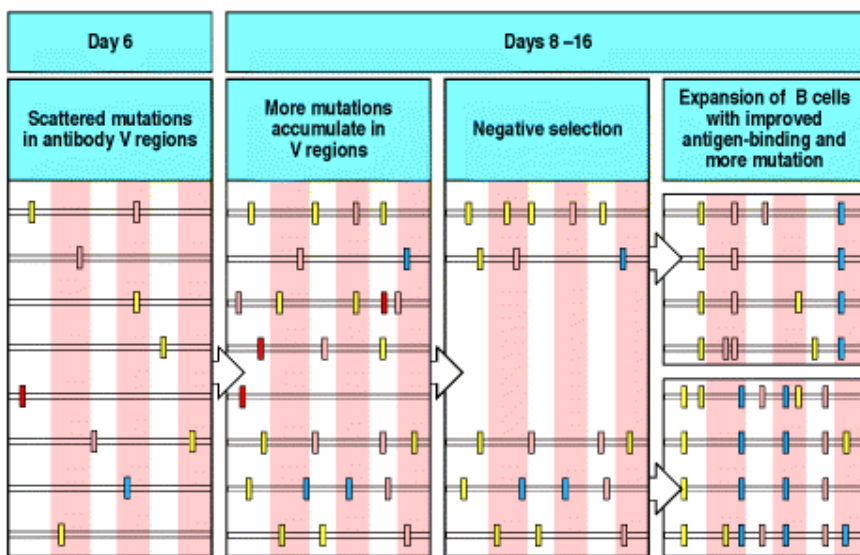 Day 6
Days 8 –16
Scattered mutations
in antibody V regions
More mutations
accumulate in
V regions
Negative selection
Expansion of B cells
with improved
antigen-binding and
more mutation